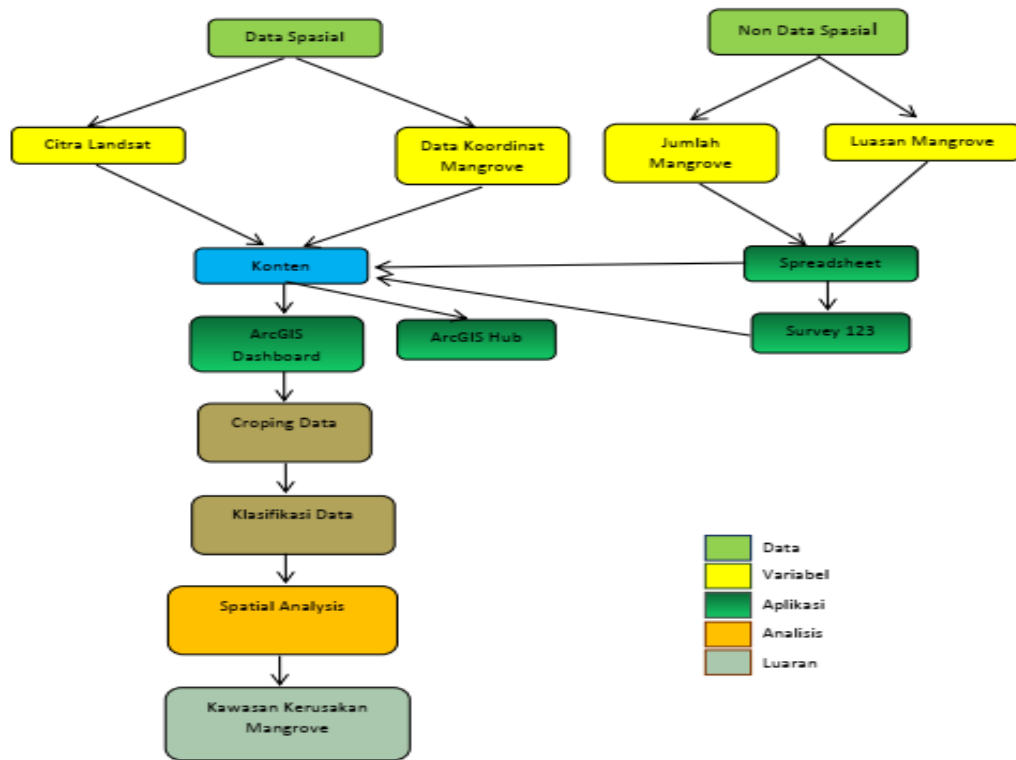 Data Spasial
Non Data Spasial
Citra Landsat
Data Koordinat
Mangrove
Jumlah
Mangrove
Luasan Mangrove
Konten
Spreadsheet
ArcGIS
Dashboard
ArcGIS Hub
Survey 123
Croping Data
Klasifikasi Data
Spatial Analysis
Kawasan Kerusakan
Mangrove
Data
Variabel
Aplikasi
Analisis
Luaran